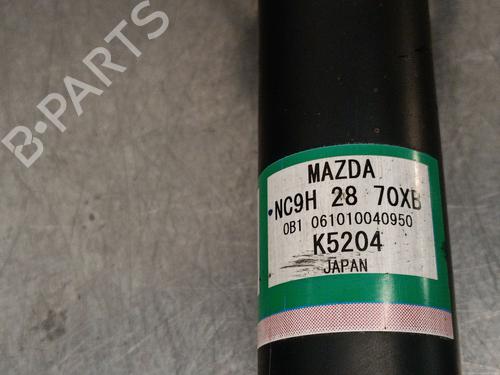 B-PARTS
MAZDA
NC9H 28 70XB
0B1 061010040950
K5204
JAPAN